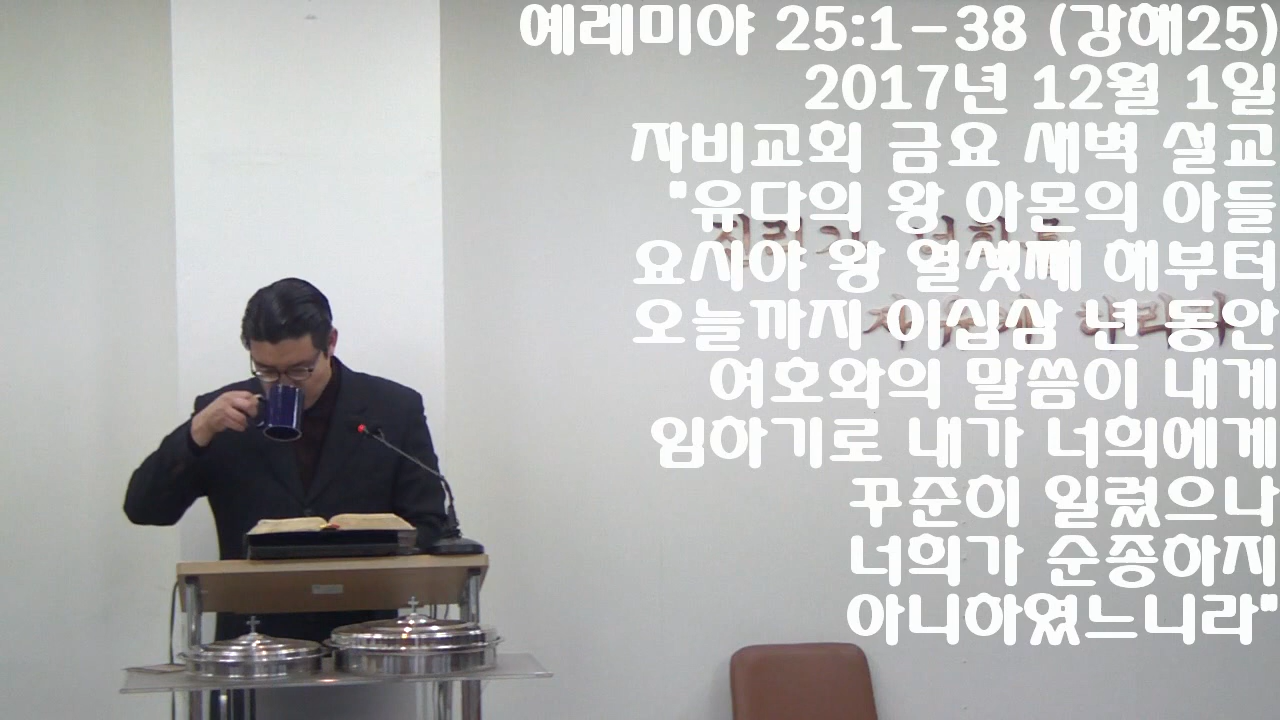 예레미야 25:1-38 (강해25)
2017년 12월 1일
자비교회 금요 새벽 설교
"유다의 왕 아몬의 아들
요시야 왕 열셋째 해부터
오늘까지 이십삼 년 동안
여호와의 말씀이 내게
임하기로 내가 너희에게
꾸준히 일렀으나
너희가 순종하지
아니하였느니라"